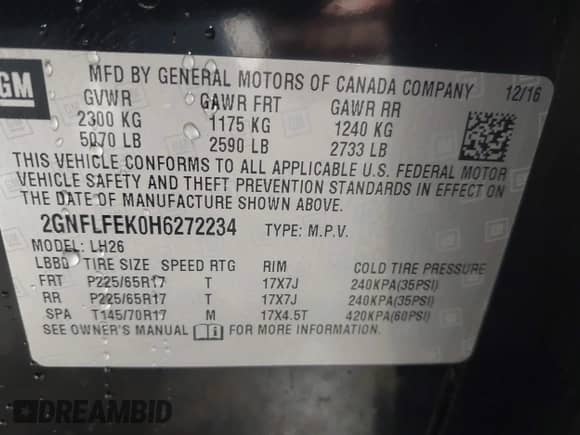 GM
MFD BY GENERAL MOTORS OF CANADA COMPANY 12/16
GVWR GAWR FRT GAWR RR
2300 KG 1175 KG 1240 KG
5070 LB 2590 LB 2733 LB
THIS VEHICLE CONFORMS TO ALL APPLICABLE U.S. FEDERAL MOTOR
VEHICLE SAFETY AND THEFT PREVENTION STANDARDS IN EFFECT ON
THE DATE OF MANUFACTURE SHOWN ABOVE.
2GNFLFEK0H6272234 TYPE: M.P.V.
MODEL: LH26
LBBD TIRE SIZE SPEED RTG RIM COLD TIRE PRESSURE
FRT P225/65R17 T 17X7J 240KPA(35PSI)
RR P225/65R17 T 17X7J 240KPA(35PSI)
SPA T145/70R17 M 17X4.5T 420KPA(60PSI)
SEE OWNER'S MANUAL FOR MORE INFORMATION.
DREAMBID